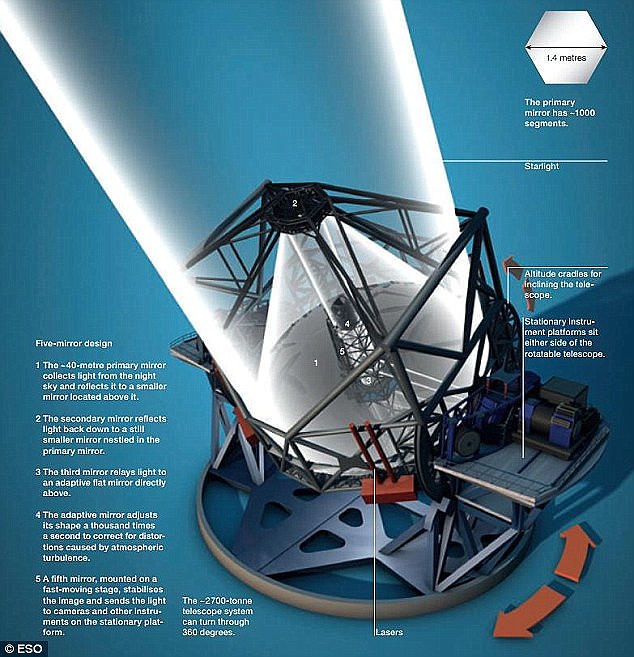 1.4 metres
The primary
mirror has ~1000
segments.
Starlight
2
Altitude cradles for
inclining the tele-
scope.
Stationary instru-
ment platforms sit
either side of the
rotatable telescope.
4
1
5
3
Five-mirror design
1 The ~40-metre primary mirror
collects light from the night
sky and reflects it to a smaller
mirror located above it.
2 The secondary mirror reflects
light back down to a still
smaller mirror nestled in the
primary mirror.
3 The third mirror relays light to
an adaptive flat mirror directly
above.
4 The adaptive mirror adjusts
its shape a thousand times
a second to correct for distor-
tions caused by atmospheric
turbulence.
5 A fifth mirror, mounted on a
fast-moving stage, stabilises
the image and sends the light
to cameras and other instru-
ments on the stationary plat-
form.
The ~2700-tonne
telescope system
can turn through
360 degrees.
Lasers
© ESO